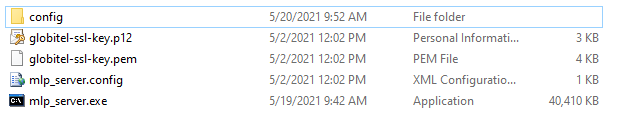 config 5/20/2021 9:52 AM File folder
globitel-ssl-key.p12 5/2/2021 12:02 PM Personal Informati... 3 KB
globitel-ssl-key.pem 5/2/2021 12:02 PM PEM File 4 KB
mlp_server.config 5/2/2021 12:02 PM XML Configuratio... 1 KB
mlp_server.exe 5/19/2021 9:42 AM Application 40,410 KB